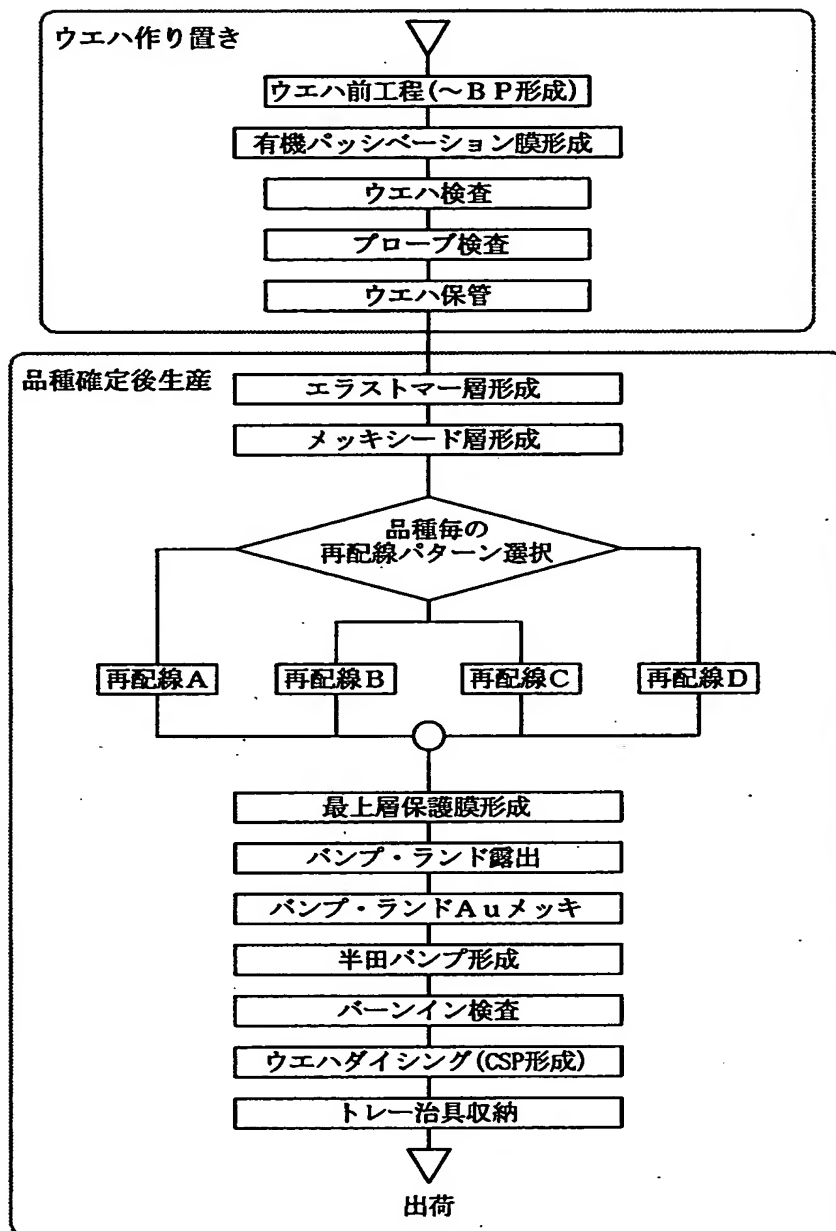 ウエハ作り置き
ウエハ前工程(～BP形成)
有機パッシベーション膜形成
ウエハ検査
プローブ検査
ウエハ保管
品種確定後生産
エラストマー層形成
メッキシード層形成
品種毎の
再配線パターン選択
再配線A
再配線B
再配線C
再配線D
最上層保護膜形成
バンプ・ランド露出
バンプ・ランドAuメッキ
半田バンプ形成
バーンイン検査
ウエハダイシング(CSP形成)
トレー治具収納
出荷